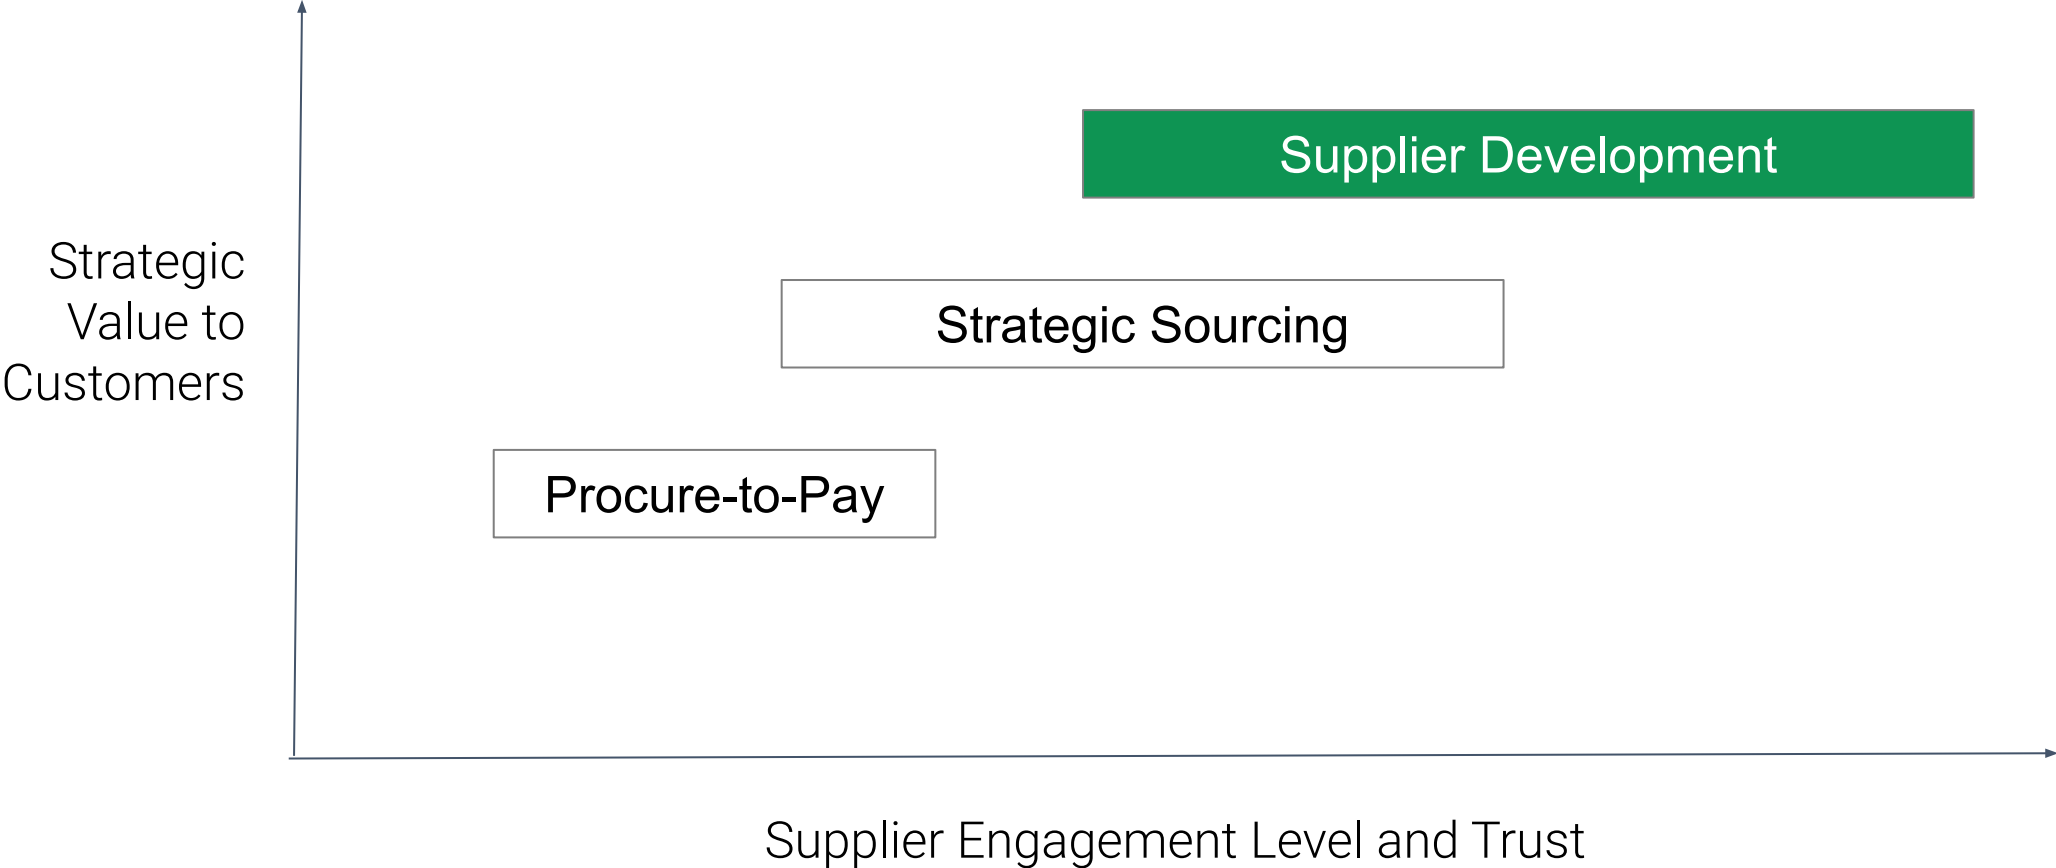 Supplier Development
Strategic
Value to
Customers
Strategic Sourcing
Procure-to-Pay
Supplier Engagement Level and Trust